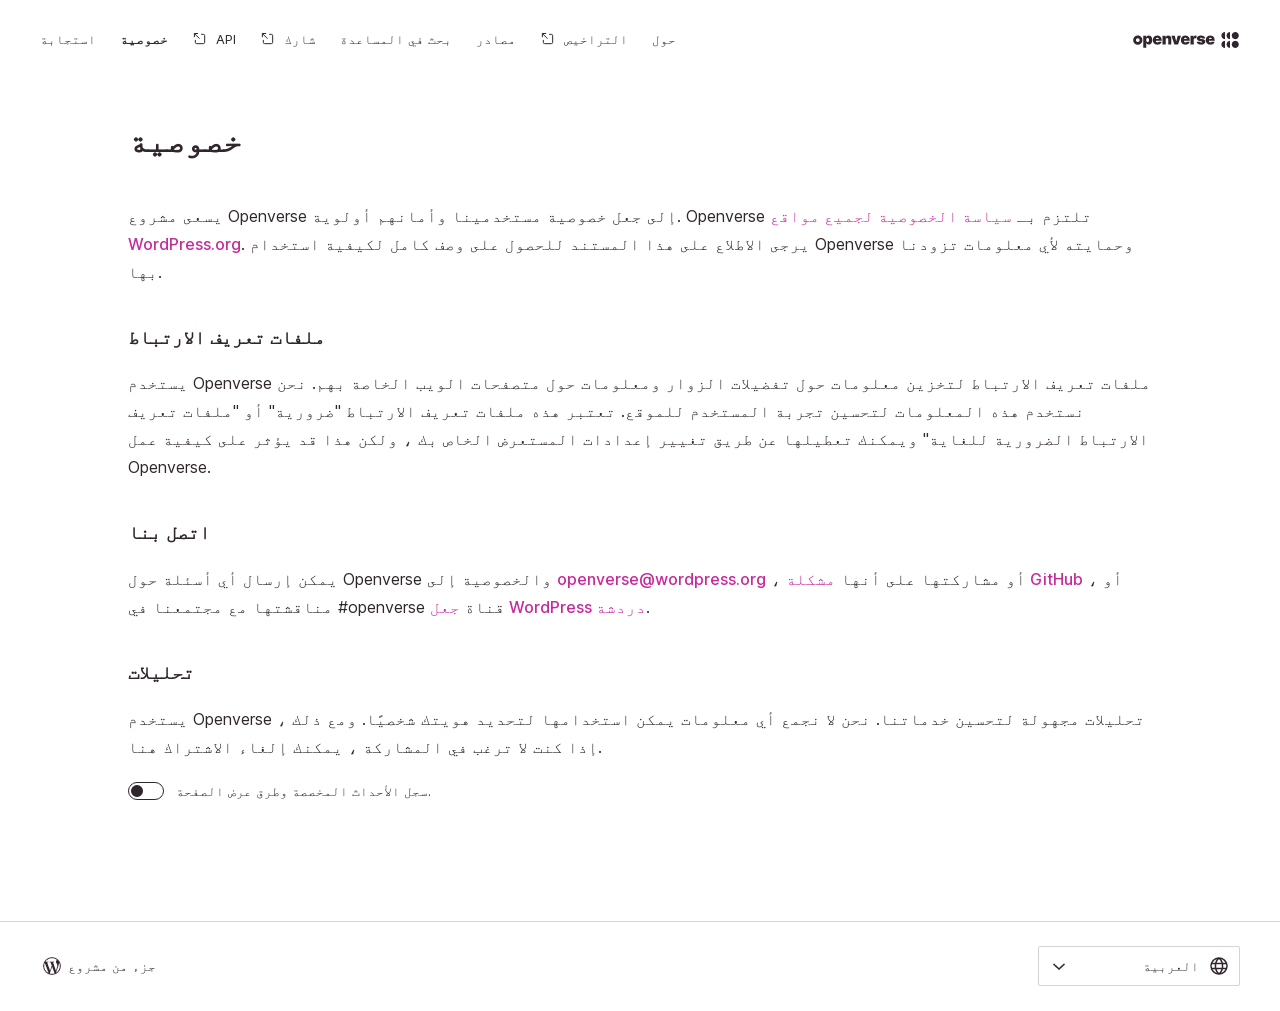 openverse
حول
التراخيص
مصادر
بحث في المساعدة
شارك
API
خصوصية
استجابة
خصوصية
يسعى مشروع Openverse إلى جعل خصوصية مستخدمينا وأمانهم أولوية. Openverse تلتزم بـ سياسة الخصوصية لجميع مواقع
WordPress.org. يرجى الاطلاع على هذا المستند للحصول على وصف كامل لكيفية استخدام Openverse وحمايته لأي معلومات تزودنا
بها.
ملفات تعريف الارتباط
يستخدم Openverse ملفات تعريف الارتباط لتخزين معلومات حول تفضيلات الزوار ومعلومات حول متصفحات الويب الخاصة بهم. نحن
نستخدم هذه المعلومات لتحسين تجربة المستخدم للموقع. تعتبر هذه ملفات تعريف الارتباط "ضرورية" أو "ملفات تعريف
الارتباط الضرورية للغاية" ويمكنك تعطيلها عن طريق تغيير إعدادات المستعرض الخاص بك ، ولكن هذا قد يؤثر على كيفية عمل
Openverse.
اتصل بنا
يمكن إرسال أي أسئلة حول Openverse والخصوصية إلى openverse@wordpress.org ، أو مشاركتها على أنها مشكلة GitHub ، أو
مناقشتها مع مجتمعنا في #openverse قناة جعل WordPress دردشة.
تحليلات
يستخدم Openverse تحليلات مجهولة لتحسين خدماتنا. نحن لا نجمع أي معلومات يمكن استخدامها لتحديد هويتك شخصيًا. ومع ذلك ،
إذا كنت لا ترغب في المشاركة ، يمكنك إلغاء الاشتراك هنا.
سجل الأحداث المخصصة وطرق عرض الصفحة.
العربية
جزء من مشروع